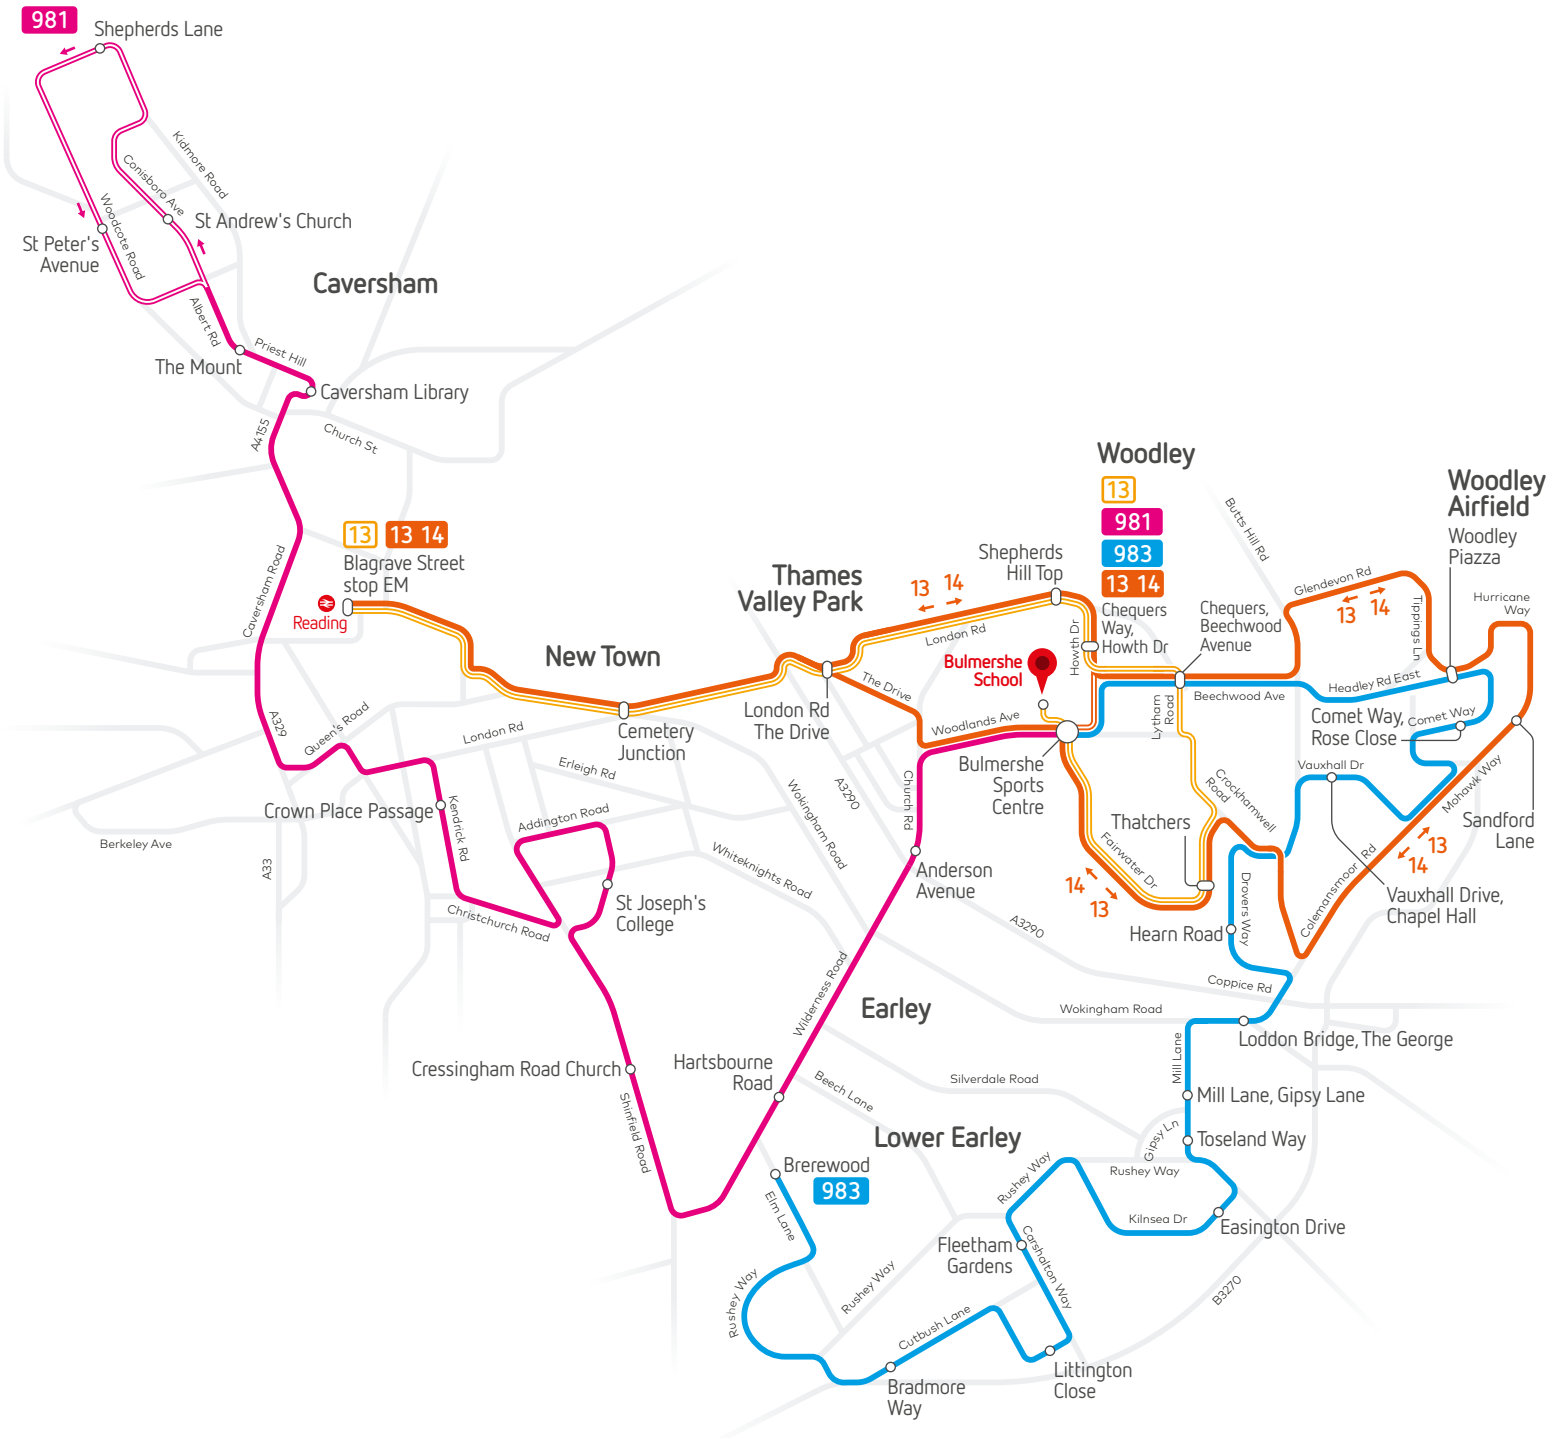 981
Shepherds Lane
Kidmore Road
Conisboro Ave
Woodcote Road
St Andrew's Church
St Peter's
Avenue
Caversham
Albert Rd
The Mount
Priest Hill
Caversham Library
A4155
Church St
Caversham Road
13
13 14
Blagrave Street
stop EM
Reading
A329
Queen's Road
New Town
London Rd
Cemetery
Junction
Erleigh Rd
Crown Place Passage
Kendrick Rd
Addington Road
Berkeley Ave
A33
Christchurch Road
St Joseph's
College
Whiteknights Road
Wokingham Road
A3290
Thames
Valley Park
London Rd
The Drive
The Drive
13
14
London Rd
Shepherds
Hill Top
Woodley
13
981
983
13 14
Chequers
Way,
Howth Dr
Howth Dr
Bulmershe
School
Woodlands Ave
Bulmershe
Sports
Centre
Church Rd
Anderson
Avenue
Chequers,
Beechwood
Avenue
Butts Hill Rd
Beechwood Ave
Lytham
Road
Crockhamwell
Road
Thatchers
Fairwater Dr
14
13
Glendevon Rd
13
14
Tippings Ln
Woodley
Airfield
Woodley
Piazza
Hurricane
Way
Headley Rd East
Comet Way,
Rose Close
Comet Way
Vauxhall Dr
Mohawk Way
Sandford
Lane
13
14
Colemansmoor Rd
Vauxhall Drive,
Chapel Hall
Drovers Way
Hearn Road
Coppice Rd
A3290
Wokingham Road
Loddon Bridge, The George
Mill Lane
Mill Lane, Gipsy Lane
Gipsy Ln
Toseland Way
Rushey Way
Kilnsea Dr
Easington Drive
Earley
Wilderness Road
Hartsbourne
Road
Cressingham Road Church
Shinfield Road
Beech Lane
Silverdale Road
Lower Earley
Brerewood
983
Elm Lane
Rushey Way
Rushey Way
Rushey Way
Fleetham
Gardens
Carshalton Way
Cutbush Lane
Bradmore
Way
Littington
Close
B3270